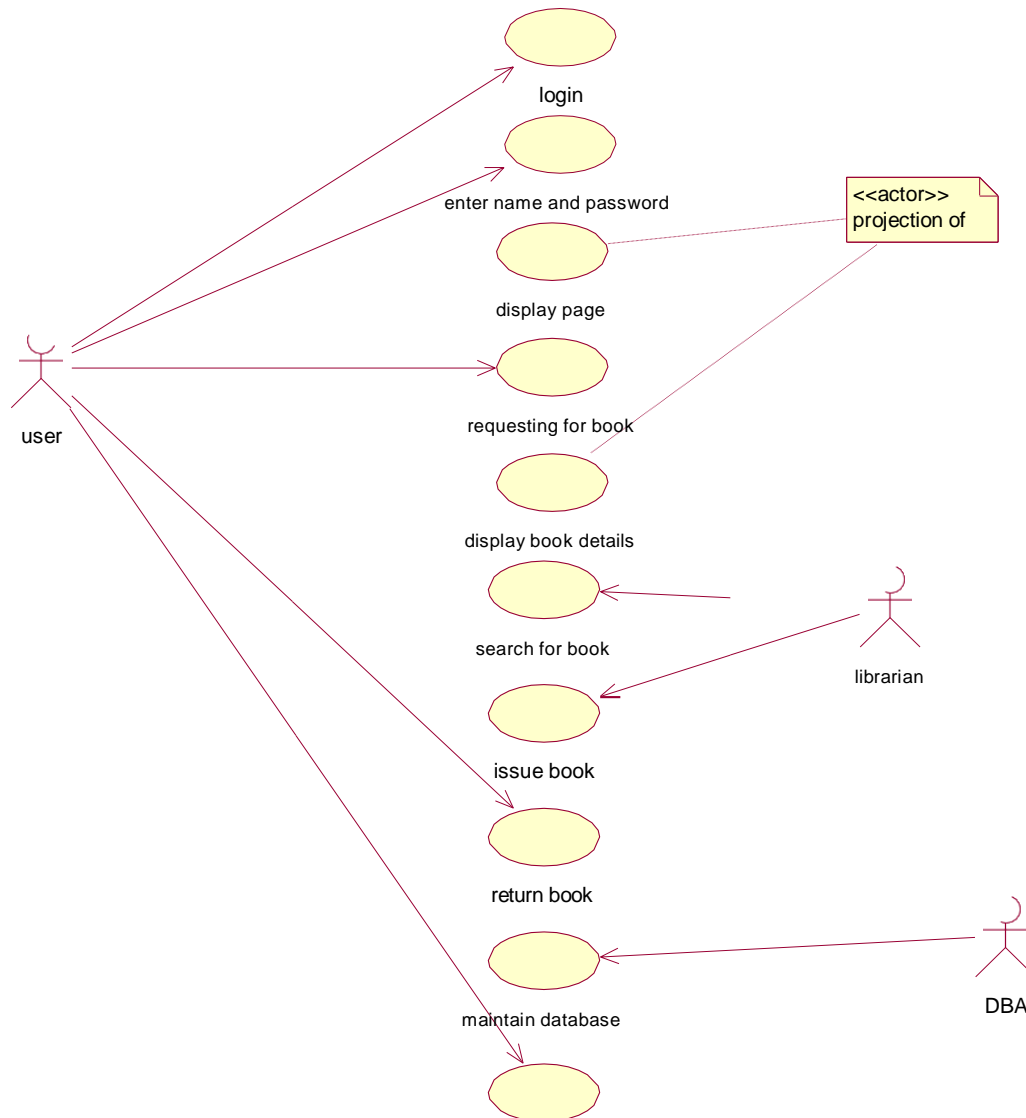 login
enter name and password
<<actor>>
projection of
display page
user
requesting for book
display book details
search for book
librarian
issue book
return book
DBA
maintain database